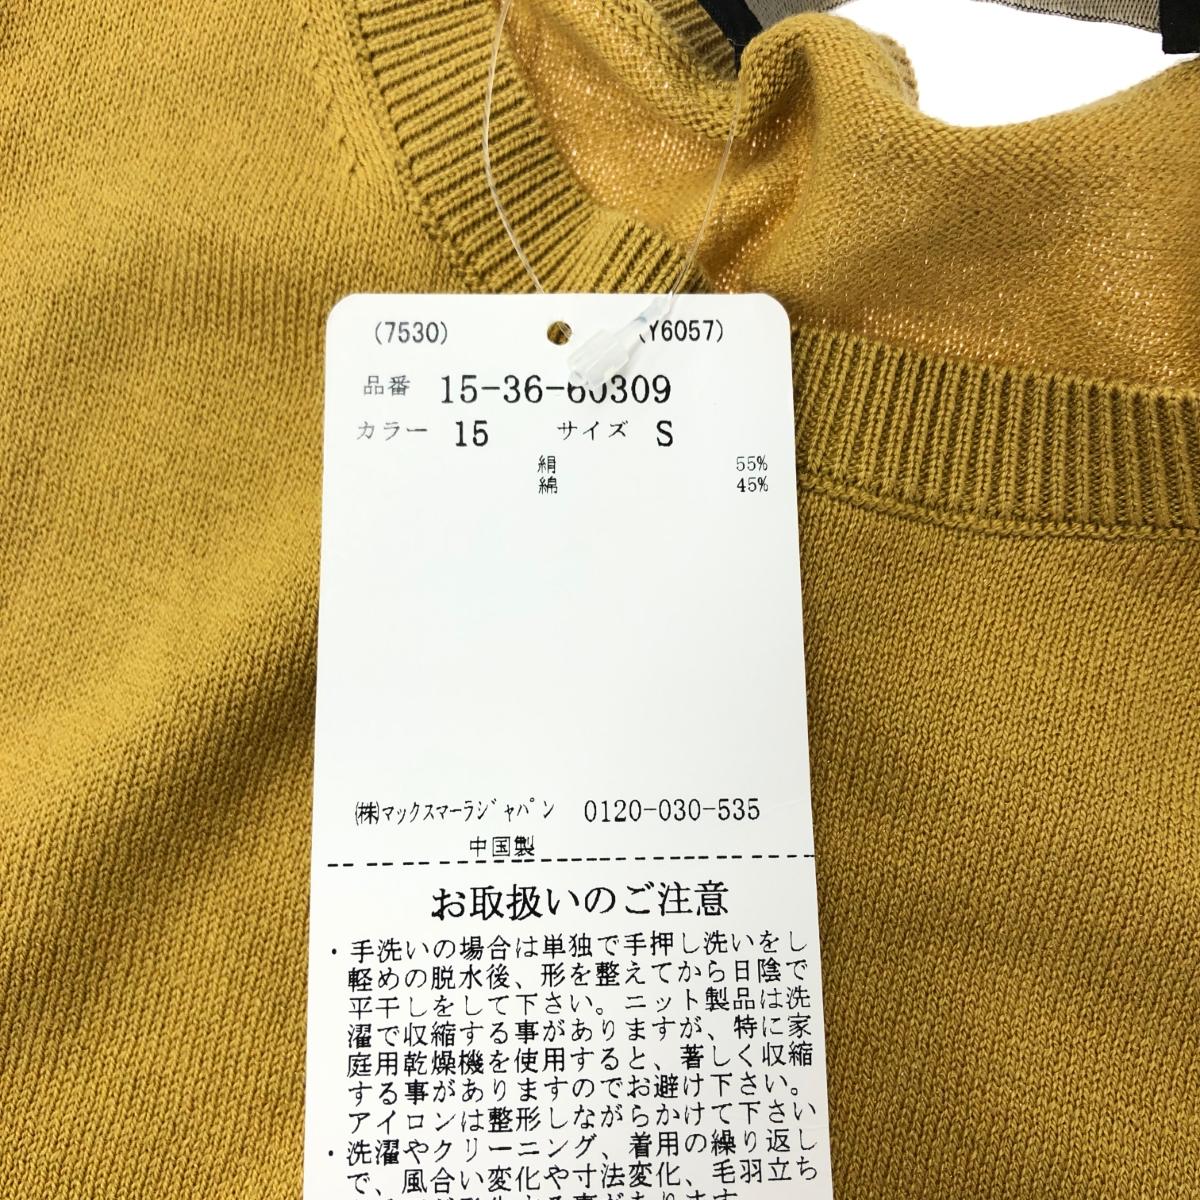 (7530) (Y6057)
品番 15-36-60309
カラー 15 サイズ S
絹 55%
綿 45%
㈱マックスマーラジャパン 0120-030-535
中国製
お取扱いのご注意
・手洗いの場合は単独で手押し洗いをし
軽めの脱水後、形を整えてから日陰で
平干しをして下さい。ニット製品は洗
濯で収縮する事がありますが、特に家
庭用乾燥機を使用すると、著しく収縮
する事がありますのでお避け下さい。
アイロンは整形しながらかけて下さい
・洗濯やクリーニング、着用の繰り返し
で、風合い変化や寸法変化、毛羽立ち